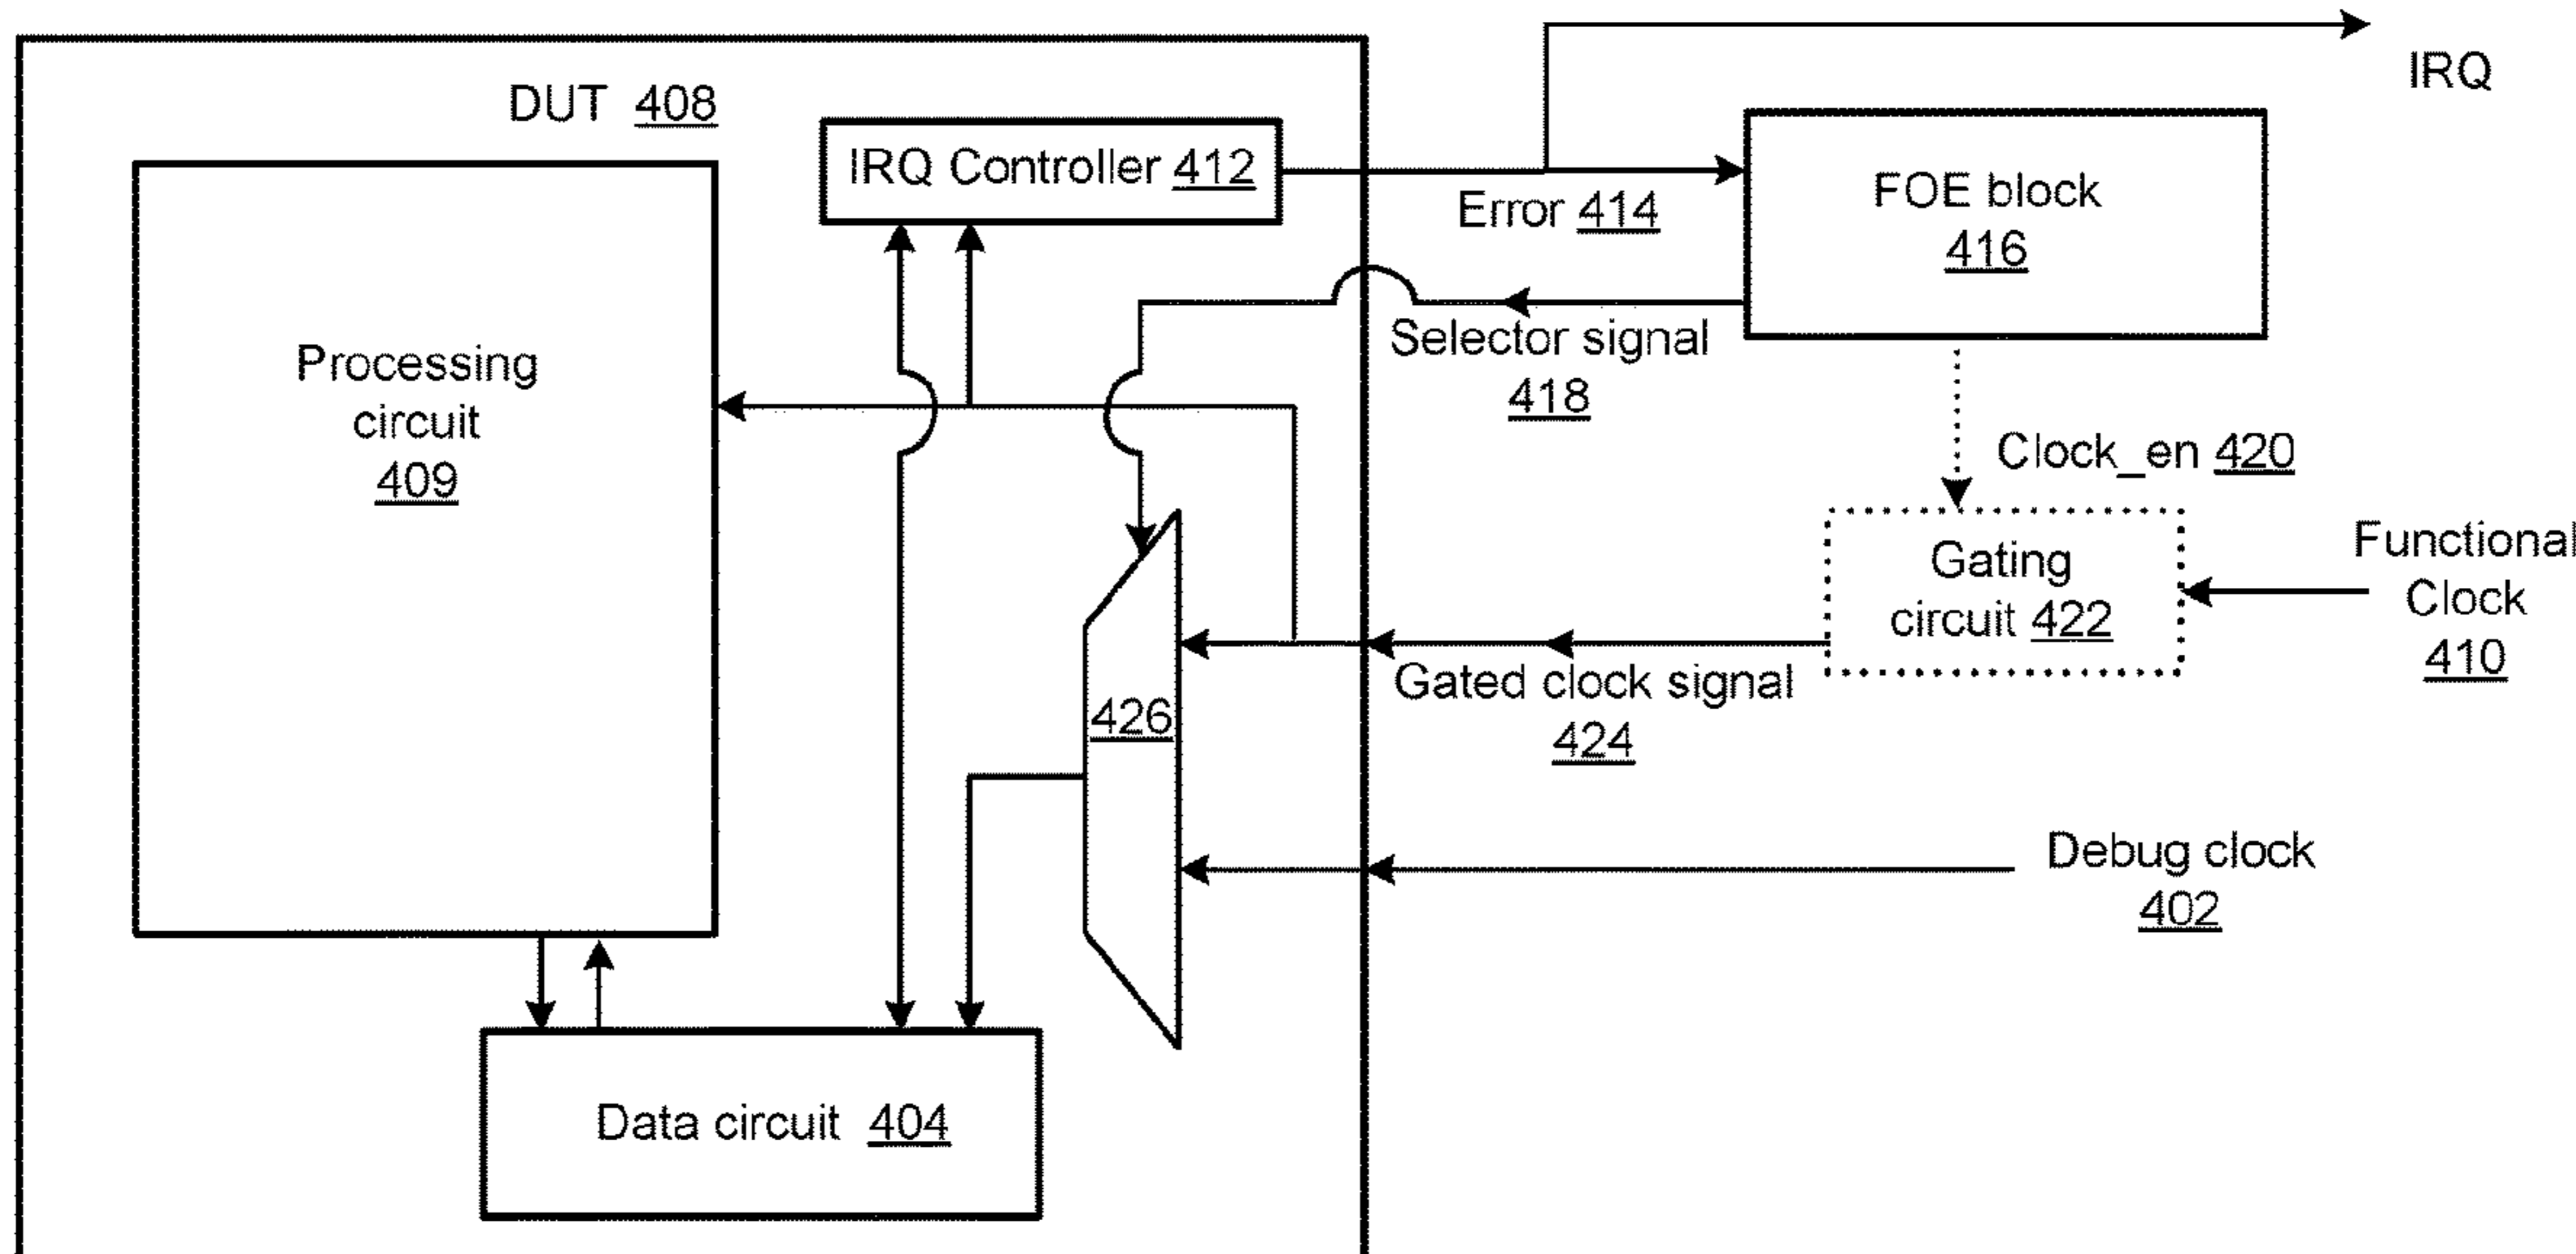 IRQ
DUT 408
IRQ Controller 412
Error 414
FOE block
416
Selector signal
418
Processing
circuit
409
Clock_en 420
Gating
circuit 422
Functional
Clock
410
Gated clock signal
424
426
Debug clock
402
Data circuit 404